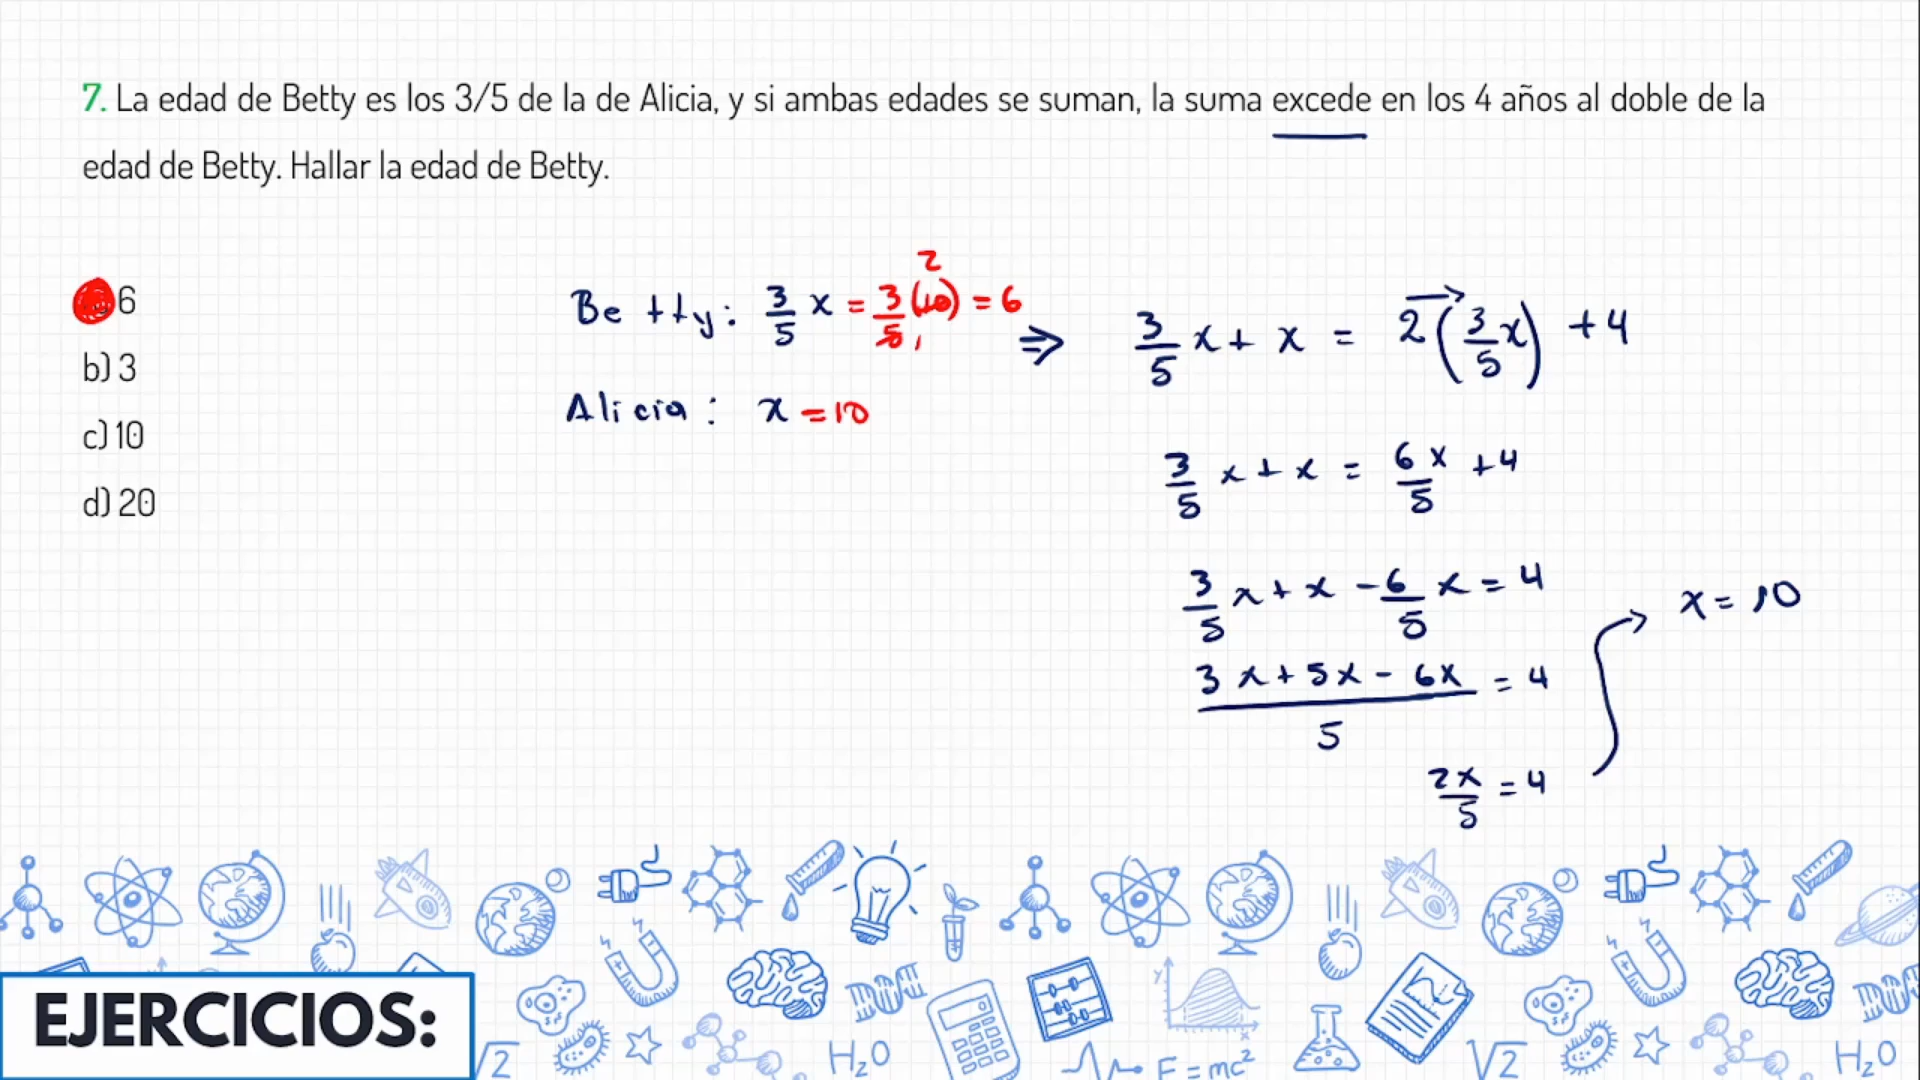 7. La edad de Betty es los 3/5 de la de Alicia, y si ambas edades se suman, la suma excede en los 4 años al doble de la
edad de Betty. Hallar la edad de Betty.
6
b) 3
c) 10
d) 20
Betty: 3/5 x = 3/5 (10) = 6
2
1
Alicia: x = 10
⇒ 3/5 x + x = 2(3/5 x) + 4
3/5 x + x = 6x/5 + 4
3/5 x + x - 6/5 x = 4
3x + 5x - 6x / 5 = 4
2x/5 = 4
x = 10
EJERCICIOS:
√2
H₂O
Y
X
F = mc²
√2
H₂O